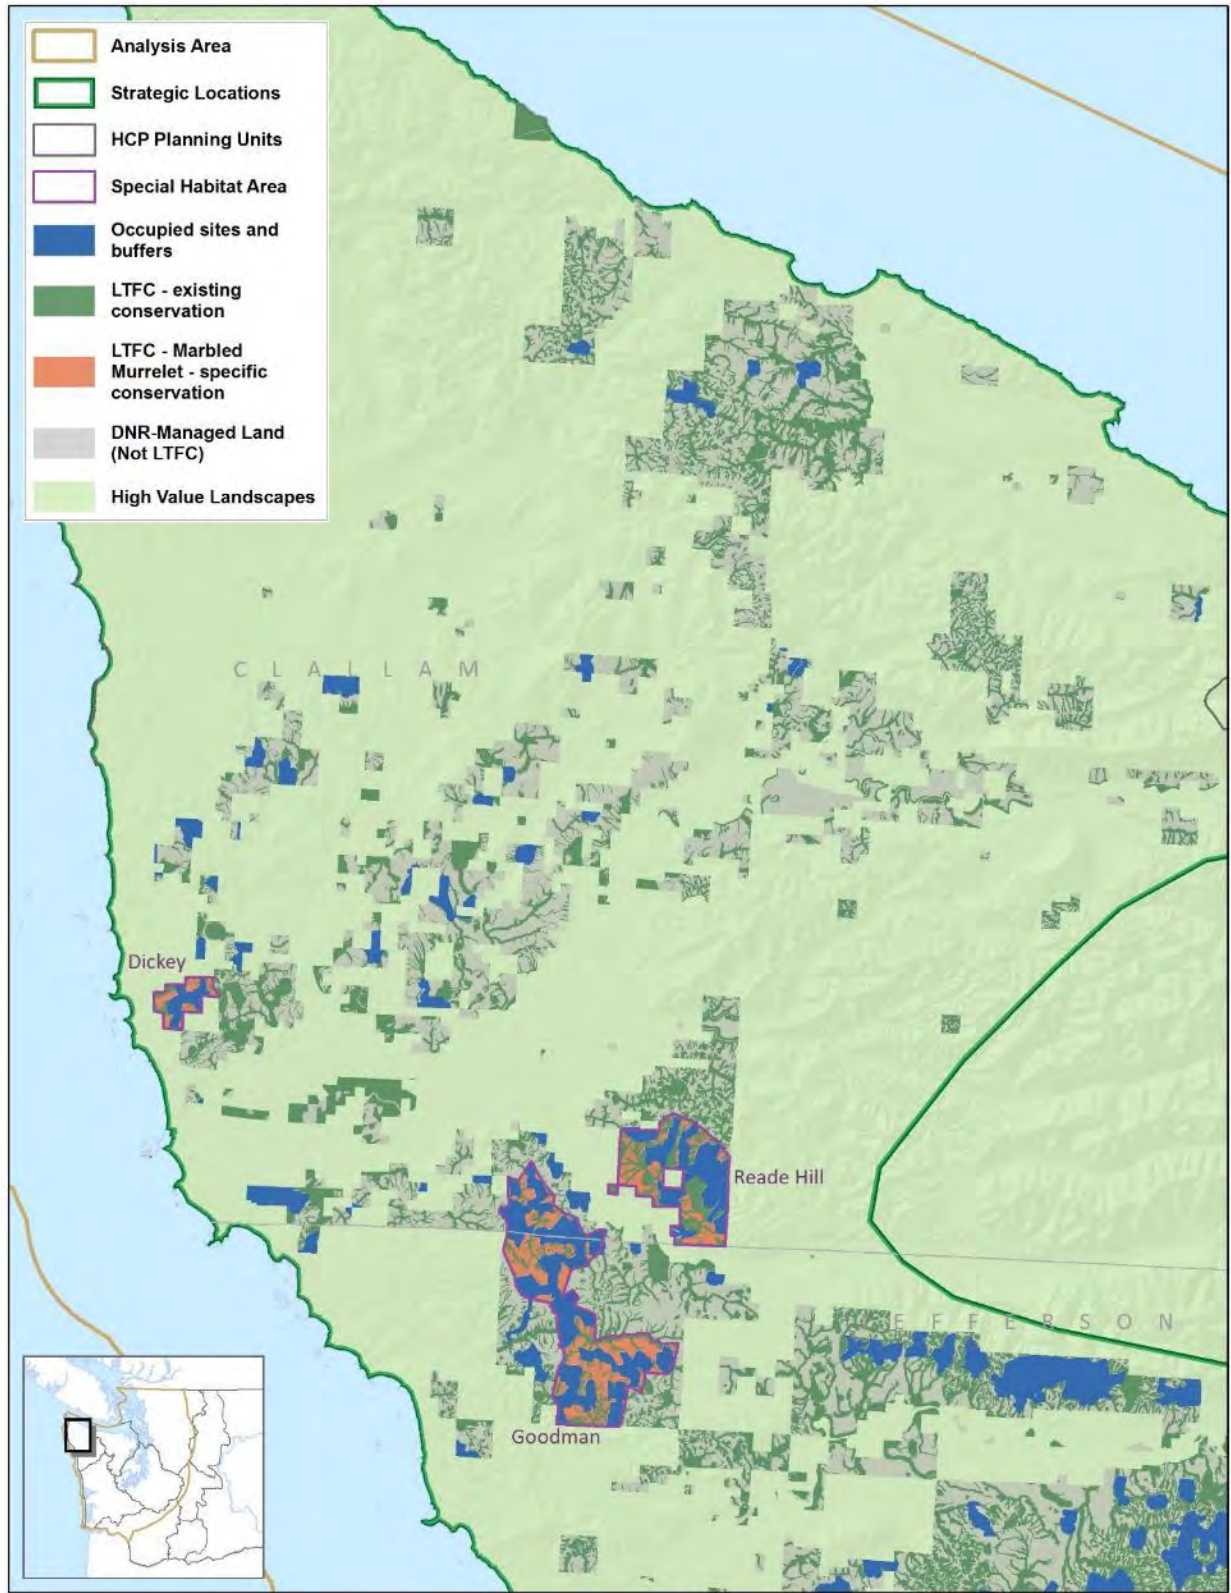 Analysis Area
Strategic Locations
HCP Planning Units
Special Habitat Area
Occupied sites and
buffers
LTFC - existing
conservation
LTFC - Marbled
Murrelet - specific
conservation
DNR-Managed Land
(Not LTFC)
High Value Landscapes
C L A L L A M
Dickey
Reade Hill
E F F E R S O N
Goodman